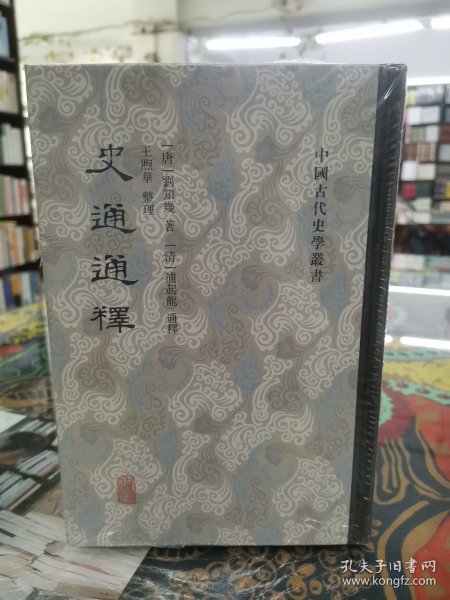 中國古代史學叢書
[唐]劉知幾 著 [清]浦起龍 通釋
王煦華 整理
史通通釋
孔夫子旧书网
www.kongfz.com